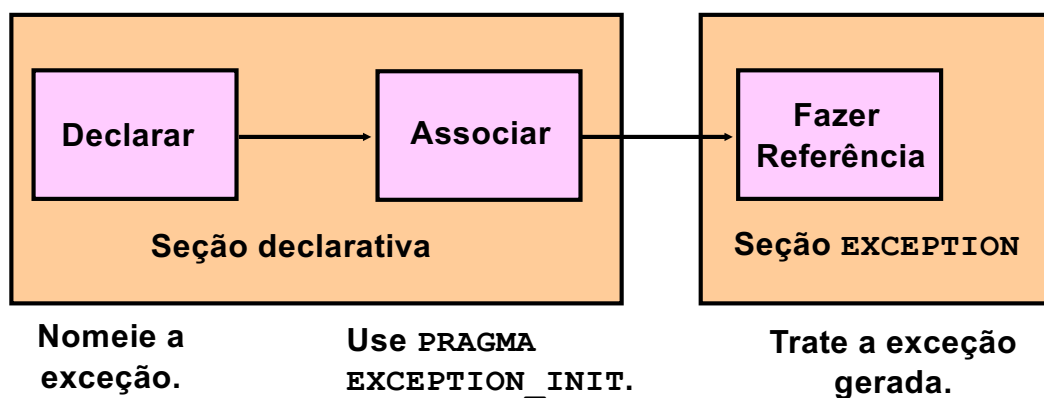 Declarar
Associar
Fazer
Referência
Seção declarativa
Seção EXCEPTION
Nomeie a
exceção.
Use PRAGMA
EXCEPTION_INIT.
Trate a exceção
gerada.